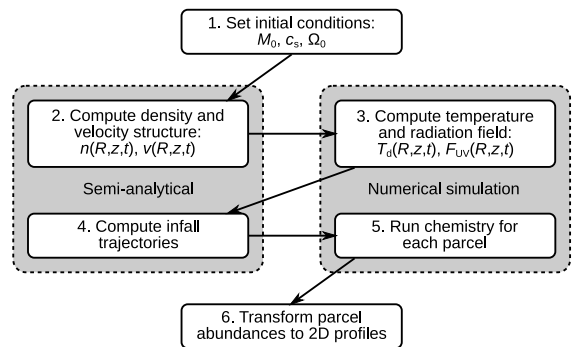 1. Set initial conditions:
M₀, cₛ, Ω₀
2. Compute density and
velocity structure:
n(R,z,t), v(R,z,t)
3. Compute temperature
and radiation field:
T_d(R,z,t), F_UV(R,z,t)
Semi-analytical
Numerical simulation
4. Compute infall
trajectories
5. Run chemistry for
each parcel
6. Transform parcel
abundances to 2D profiles